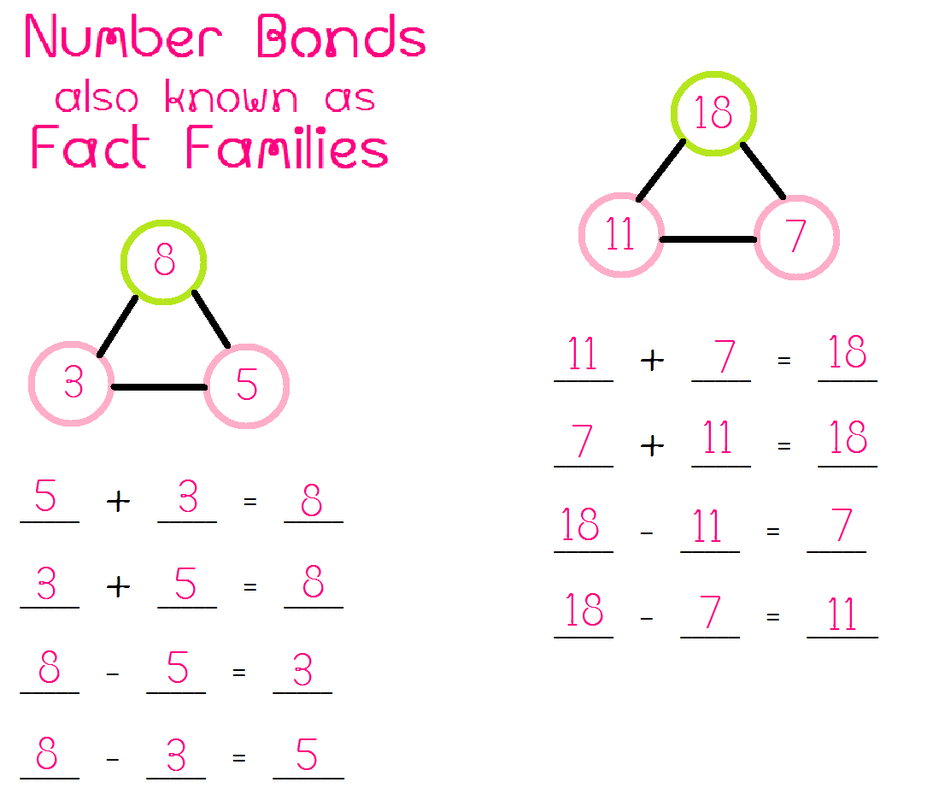 Number Bonds
also known as
Fact Families
8
3 5
5 + 3 = 8
3 + 5 = 8
8 - 5 = 3
8 - 3 = 5
18
11 7
11 + 7 = 18
7 + 11 = 18
18 - 11 = 7
18 - 7 = 11